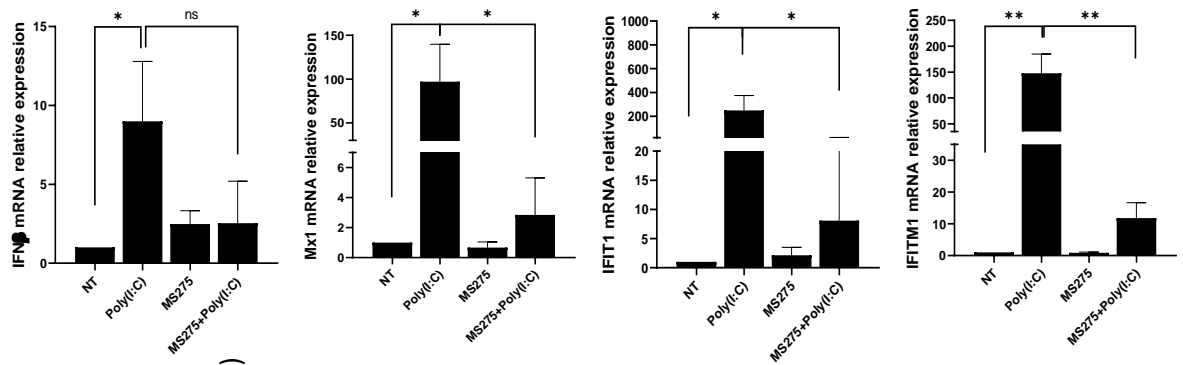 IFNβ mRNA relative expression
15
10
5
0
* ns
NT
Poly(I:C)
MS275
MS275+Poly(I:C)
Mx1 mRNA relative expression
150
100
50
6
4
2
0
* *
NT
Poly(I:C)
MS275
MS275+Poly(I:C)
IFIT1 mRNA relative expression
1000
800
600
400
200
20
15
10
5
0
* *
NT
Poly(I:C)
MS275
MS275+Poly(I:C)
IFITM1 mRNA relative expression
250
200
150
100
50
30
20
10
0
** **
NT
Poly(I:C)
MS275
MS275+Poly(I:C)